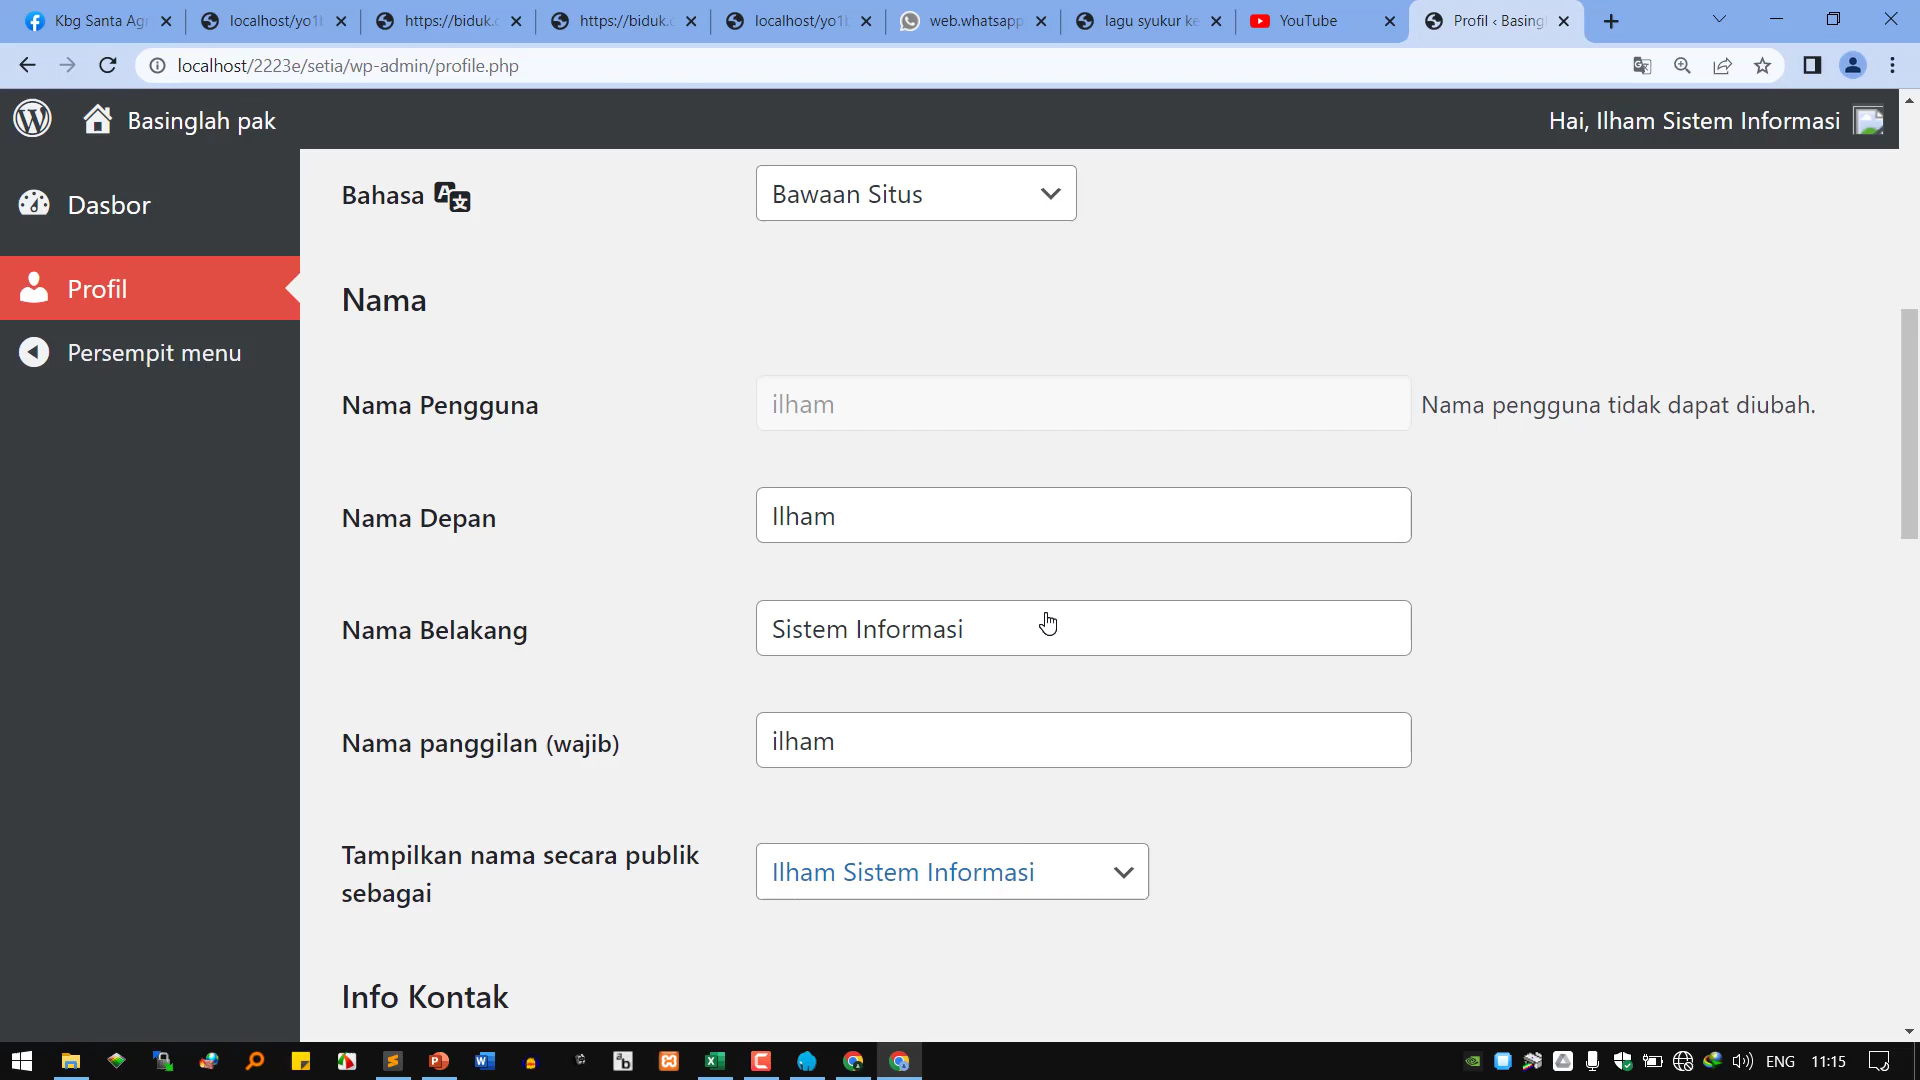 Kbg Santa Ag
localhost/yo1
https://biduk.
https://biduk.
localhost/yo1
web.whatsapp
lagu syukur ke
YouTube
Profil ‹ Basing
localhost/2223e/setia/wp-admin/profile.php
Basinglah pak
Hai, Ilham Sistem Informasi
Dasbor
Profil
Persempit menu
Bahasa
Bawaan Situs
Nama
Nama Pengguna
ilham
Nama pengguna tidak dapat diubah.
Nama Depan
Ilham
Nama Belakang
Sistem Informasi
Nama panggilan (wajib)
ilham
Tampilkan nama secara publik
sebagai
Ilham Sistem Informasi
Info Kontak
ENG
11:15